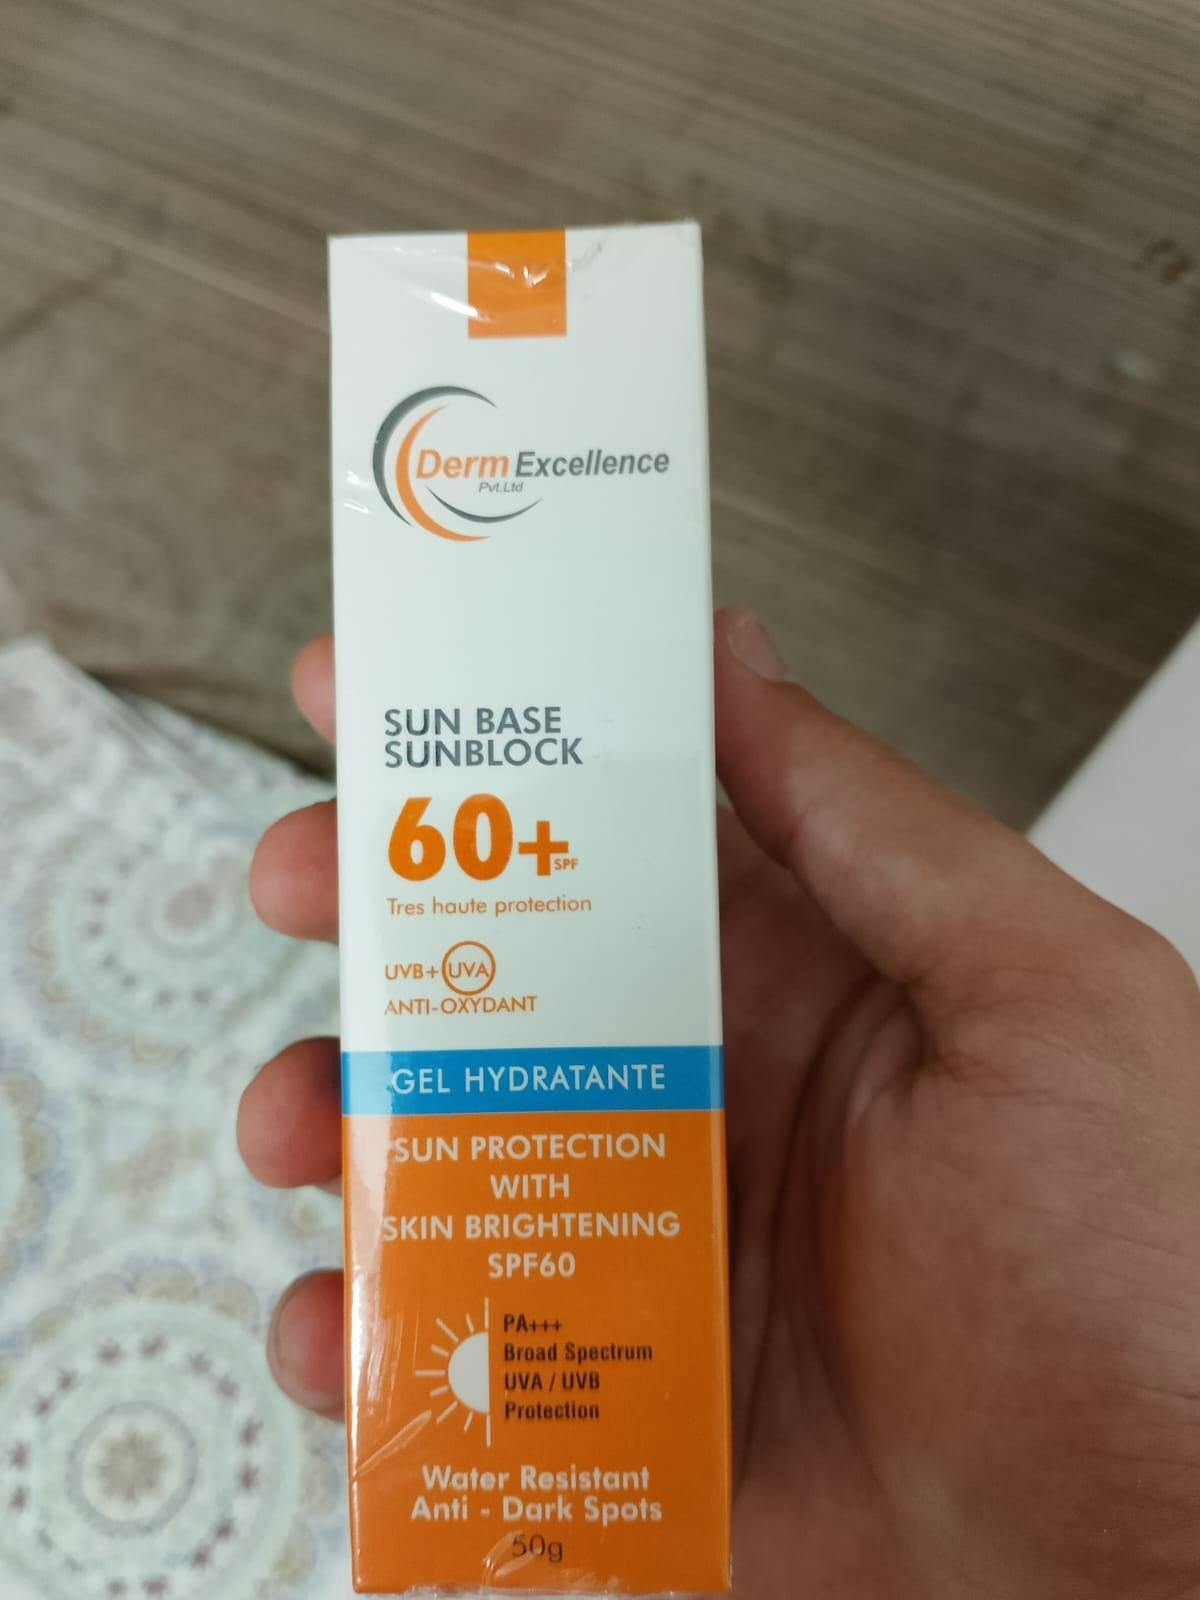 Derm Excellence
Pvt.Ltd
SUN BASE
SUNBLOCK
60+ SPF
Tres haute protection
UVB+ UVA
ANTI-OXYDANT
GEL HYDRATANTE
SUN PROTECTION
WITH
SKIN BRIGHTENING
SPF60
PA+++
Broad Spectrum
UVA / UVB
Protection
Water Resistant
Anti - Dark Spots
50g